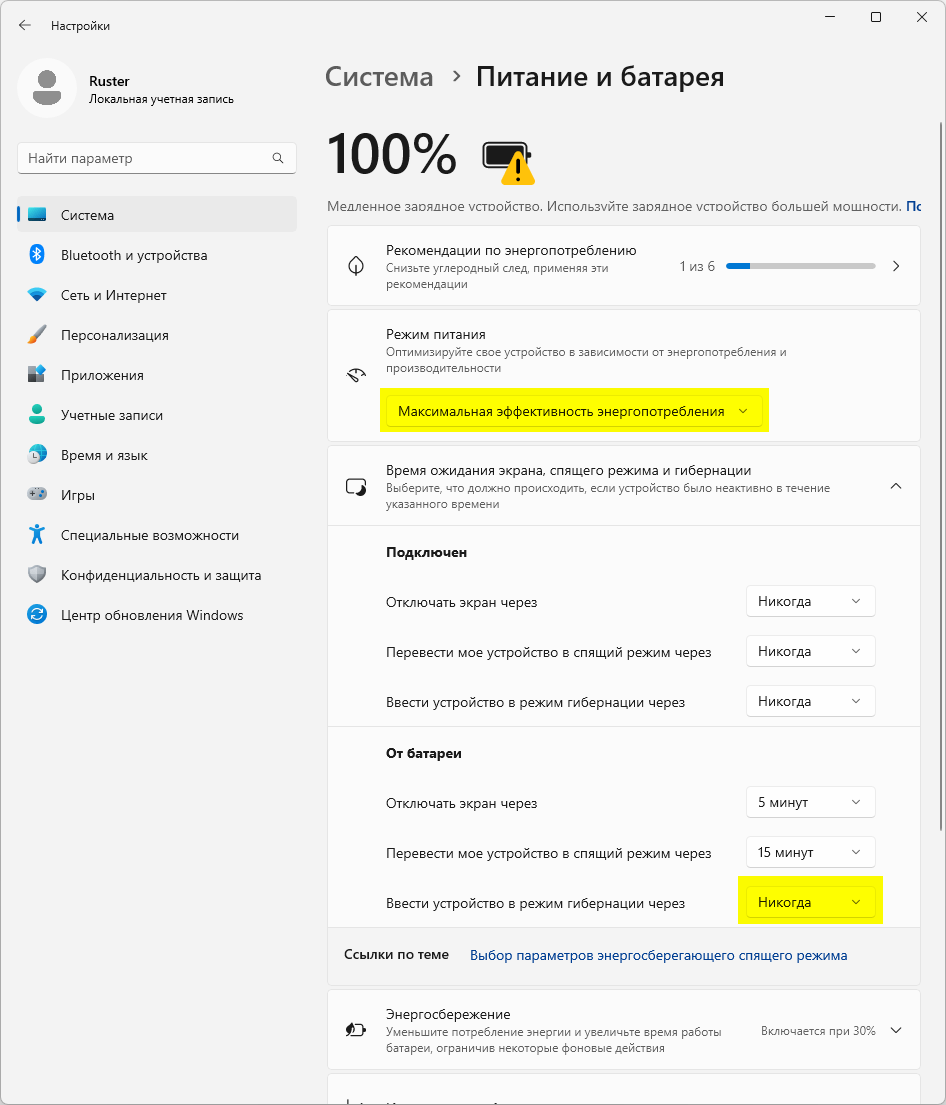 Настройки
Ruster
Локальная учетная запись
Найти параметр
Система
Bluetooth и устройства
Сеть и Интернет
Персонализация
Приложения
Учетные записи
Время и язык
Игры
Специальные возможности
Конфиденциальность и защита
Центр обновления Windows
Система > Питание и батарея
100%
Медленное зарядное устройство. Используйте зарядное устройство большей мощности.
Рекомендации по энергопотреблению
Снизьте углеродный след, применяя эти
рекомендации
1 из 6
Режим питания
Оптимизируйте свое устройство в зависимости от энергопотребления и
производительности
Максимальная эффективность энергопотребления
Время ожидания экрана, спящего режима и гибернации
Выберите, что должно происходить, если устройство было неактивно в течение
указанного времени
Подключен
Отключать экран через Никогда
Перевести мое устройство в спящий режим через Никогда
Ввести устройство в режим гибернации через Никогда
От батареи
Отключать экран через 5 минут
Перевести мое устройство в спящий режим через 15 минут
Ввести устройство в режим гибернации через Никогда
Ссылки по теме Выбор параметров энергосберегающего спящего режима
Энергосбережение
Уменьшите потребление энергии и увеличьте время работы
батареи, ограничив некоторые фоновые действия
Включается при 30%